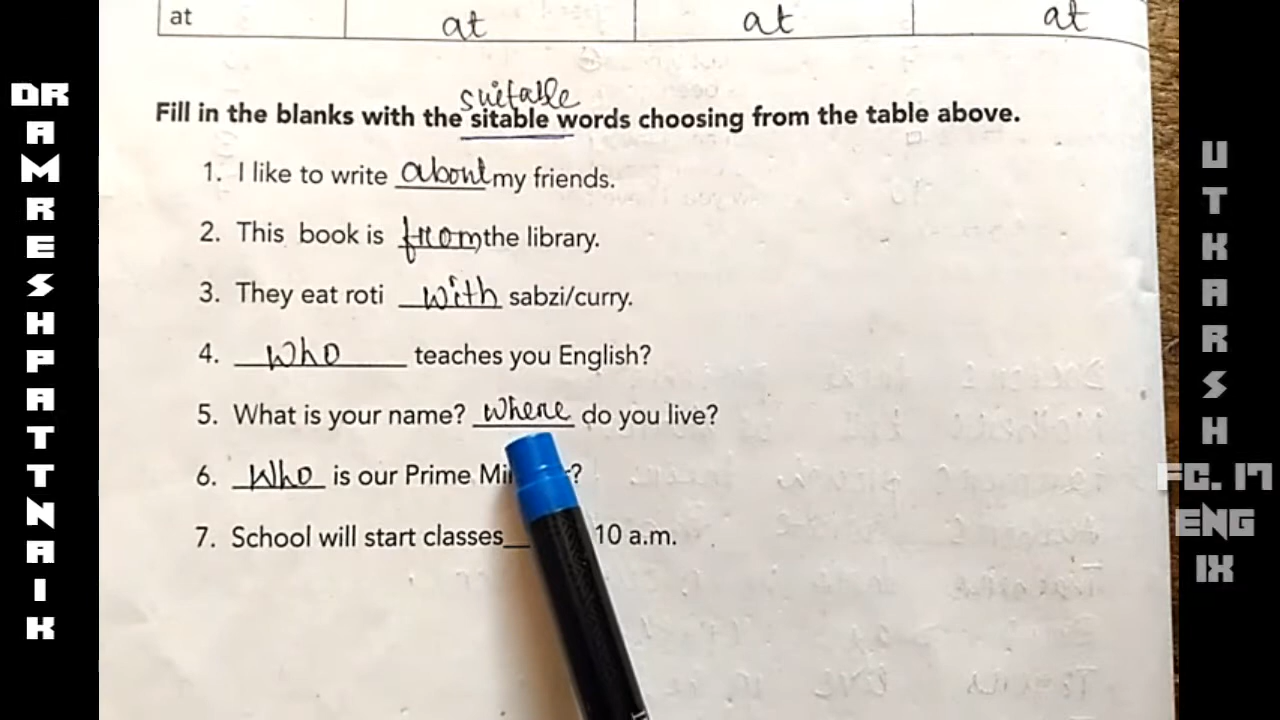 at at at at
suitable
Fill in the blanks with the sitable words choosing from the table above.
1. I like to write about my friends.
2. This book is from the library.
3. They eat roti with sabzi/curry.
4. Who teaches you English?
5. What is your name? where do you live?
6. Who is our Prime ?
7. School will start classes 10 a.m.
DR AMRESH PATTNAIK
UTKARSH
FC. 17
ENG
IX